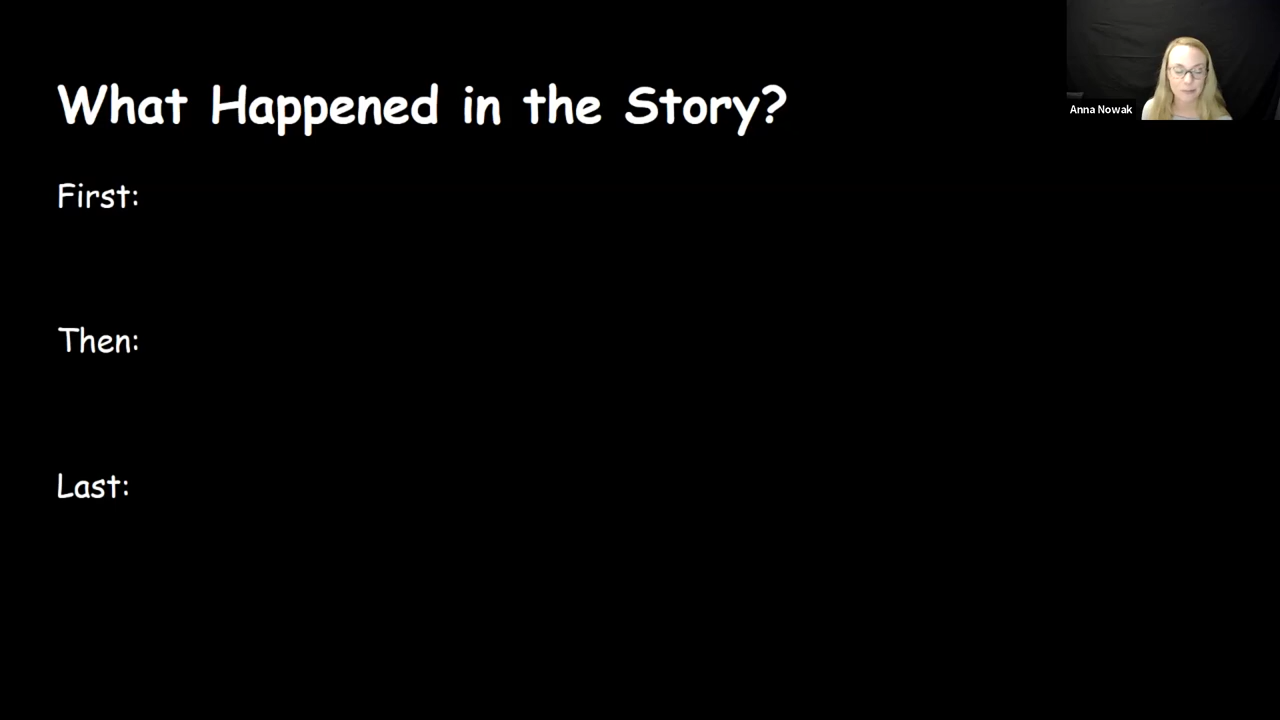 What Happened in the Story?
Anna Nowak
First:
Then:
Last: